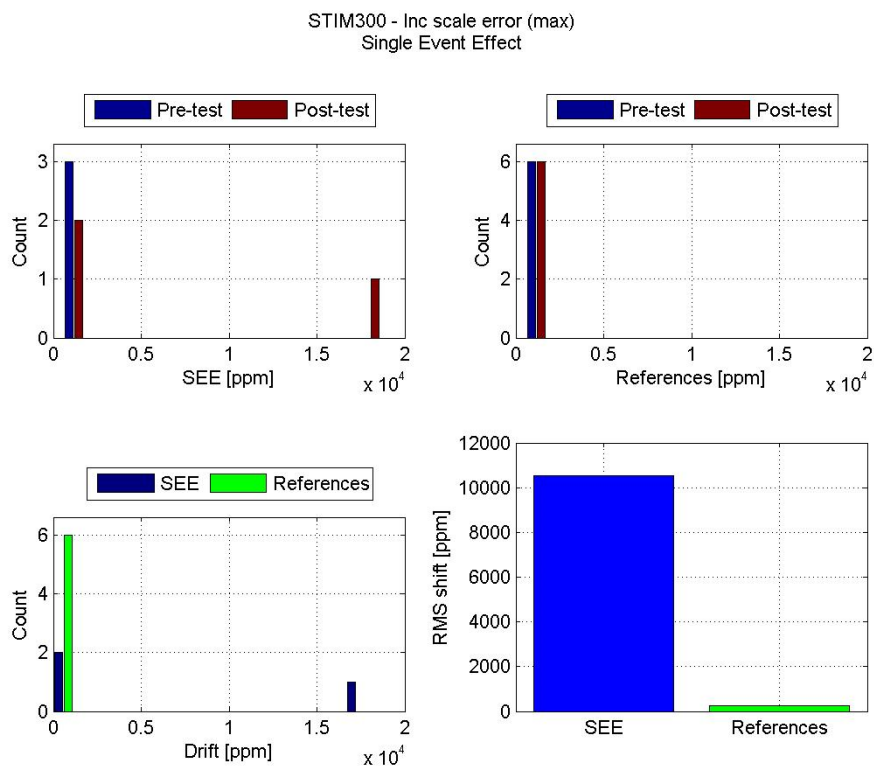 STIM300 - Inc scale error (max)
Single Event Effect
Pre-test Post-test
3
2
1
0
Count
0 0.5 1 1.5 2
SEE [ppm]
x 10^4
Pre-test Post-test
6
4
2
0
Count
0 0.5 1 1.5 2
References [ppm]
x 10^4
SEE References
6
4
2
0
Count
0 0.5 1 1.5 2
Drift [ppm]
x 10^4
12000
10000
8000
6000
4000
2000
0
RMS shift [ppm]
SEE References